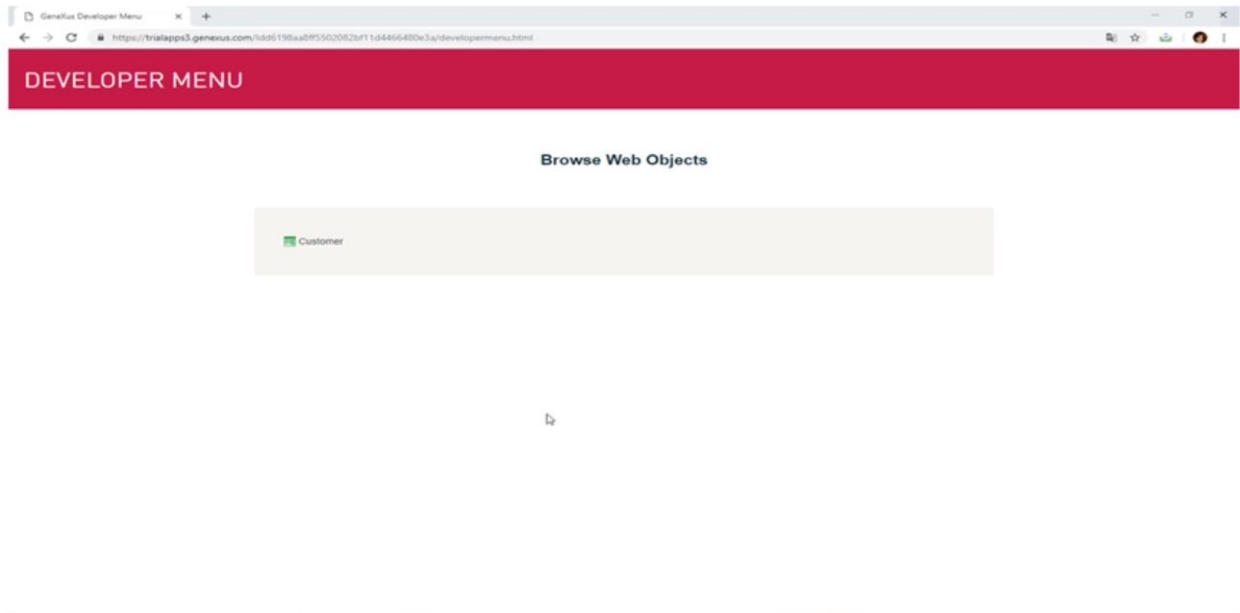 GeneXus Developer Menu
https://trialapps3.genexus.com/Idd6198aa8ff5502082bf11d4466480e3a/developermenu.html
DEVELOPER MENU
Browse Web Objects
Customer